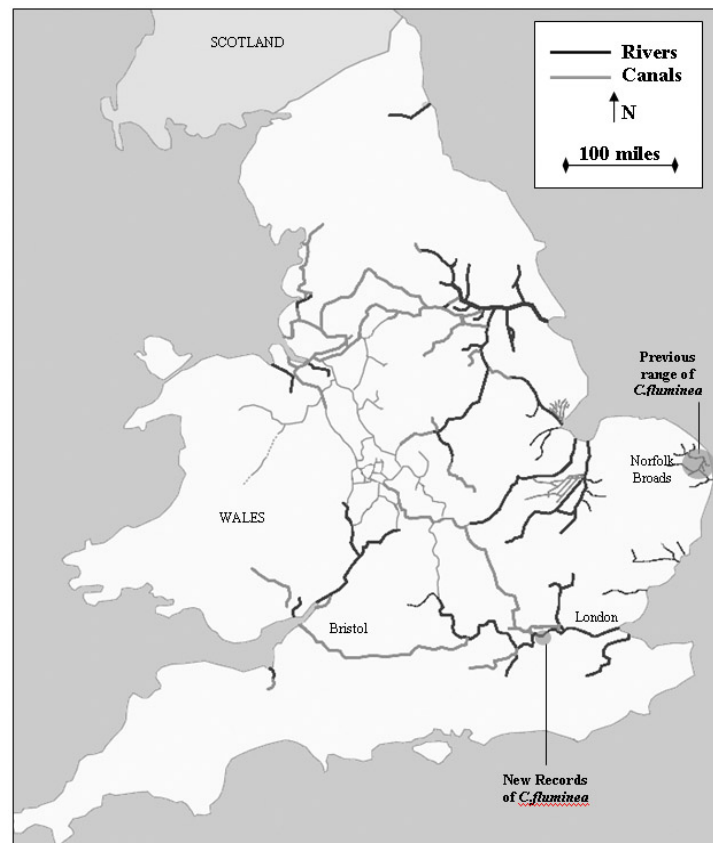 SCOTLAND
Rivers
Canals
N
100 miles
Previous
range of
C.fluminea
Norfolk
Broads
WALES
Bristol
London
New Records
of C.fluminea